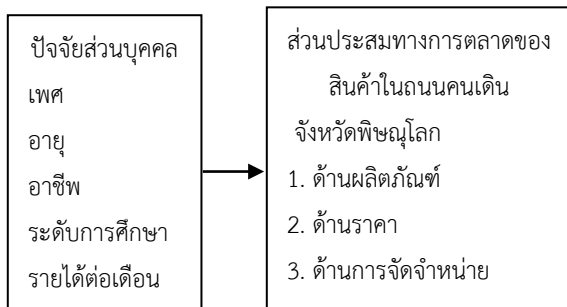 ปัจจัยส่วนบุคคล
เพศ
อายุ
อาชีพ
ระดับการศึกษา
รายได้ต่อเดือน
ส่วนประสมทางการตลาดของ
สินค้าในถนนคนเดิน
จังหวัดพิษณุโลก
1. ด้านผลิตภัณฑ์
2. ด้านราคา
3. ด้านการจัดจำหน่าย